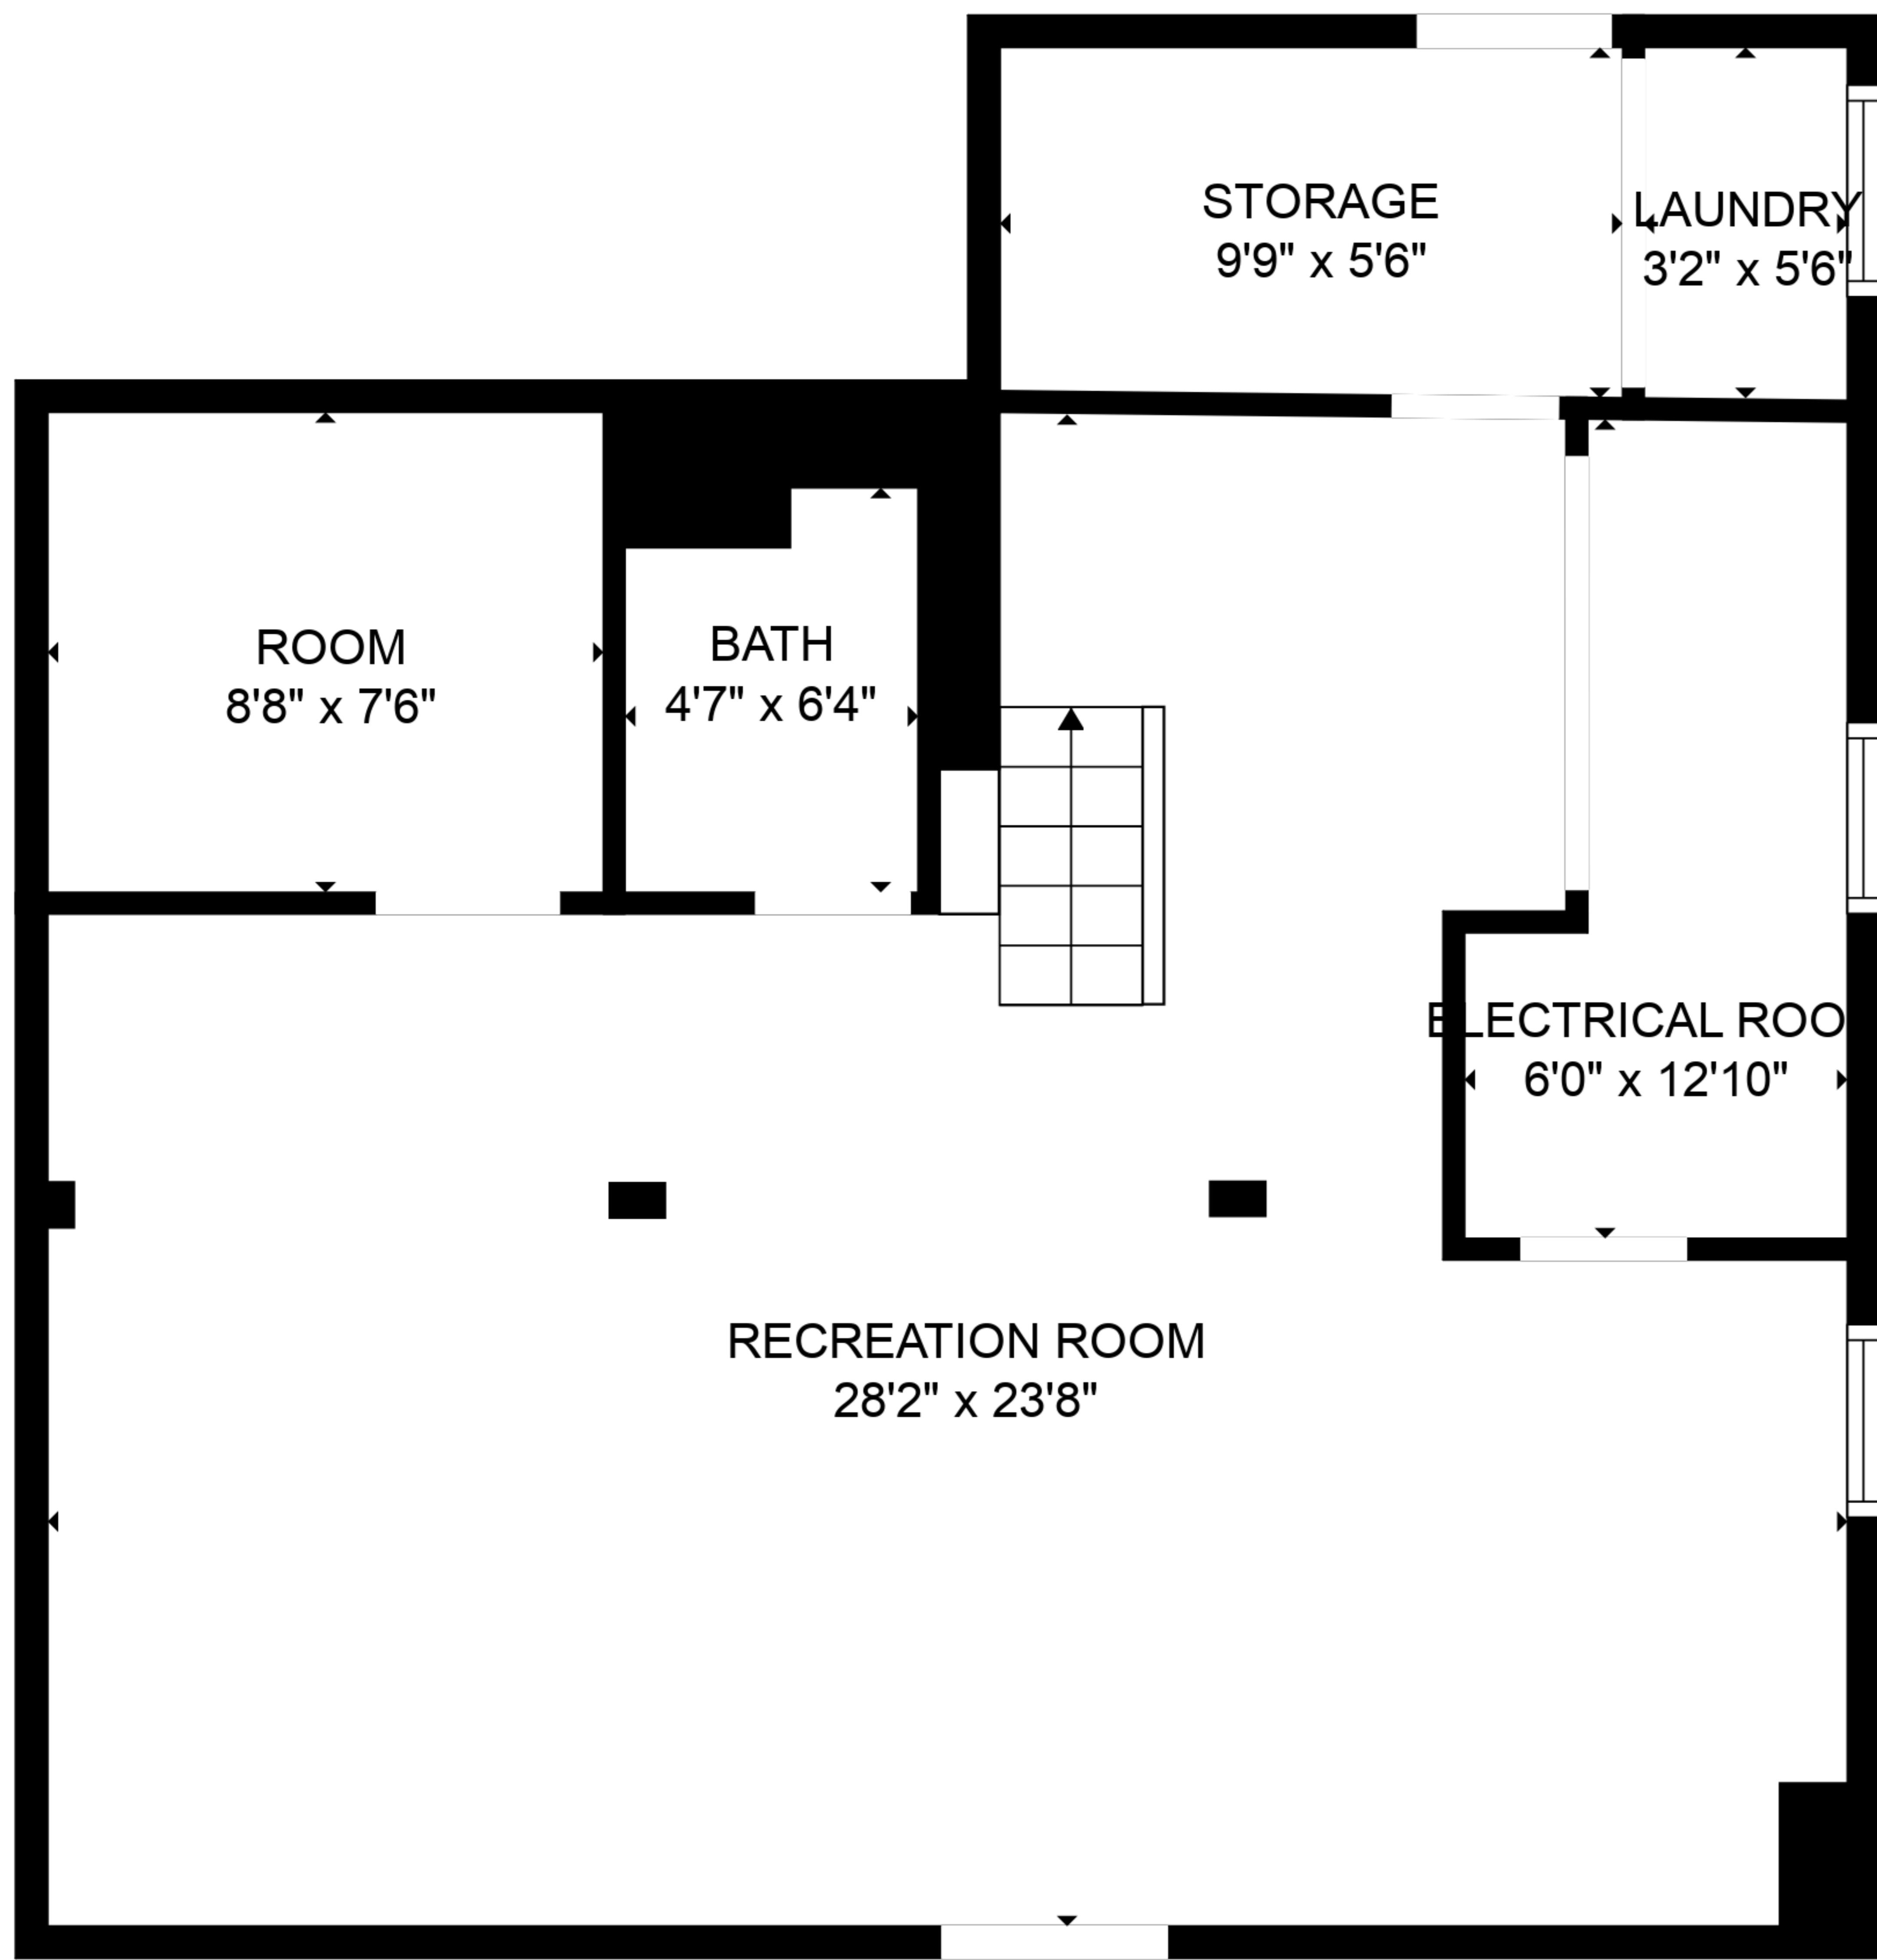 STORAGE
9'9" x 5'6"
LAUNDRY
3'2" x 5'6"
ROOM
8'8" x 7'6"
BATH
4'7" x 6'4"
ELECTRICAL ROO
6'0" x 12'10"
RECREATION ROOM
28'2" x 23'8"